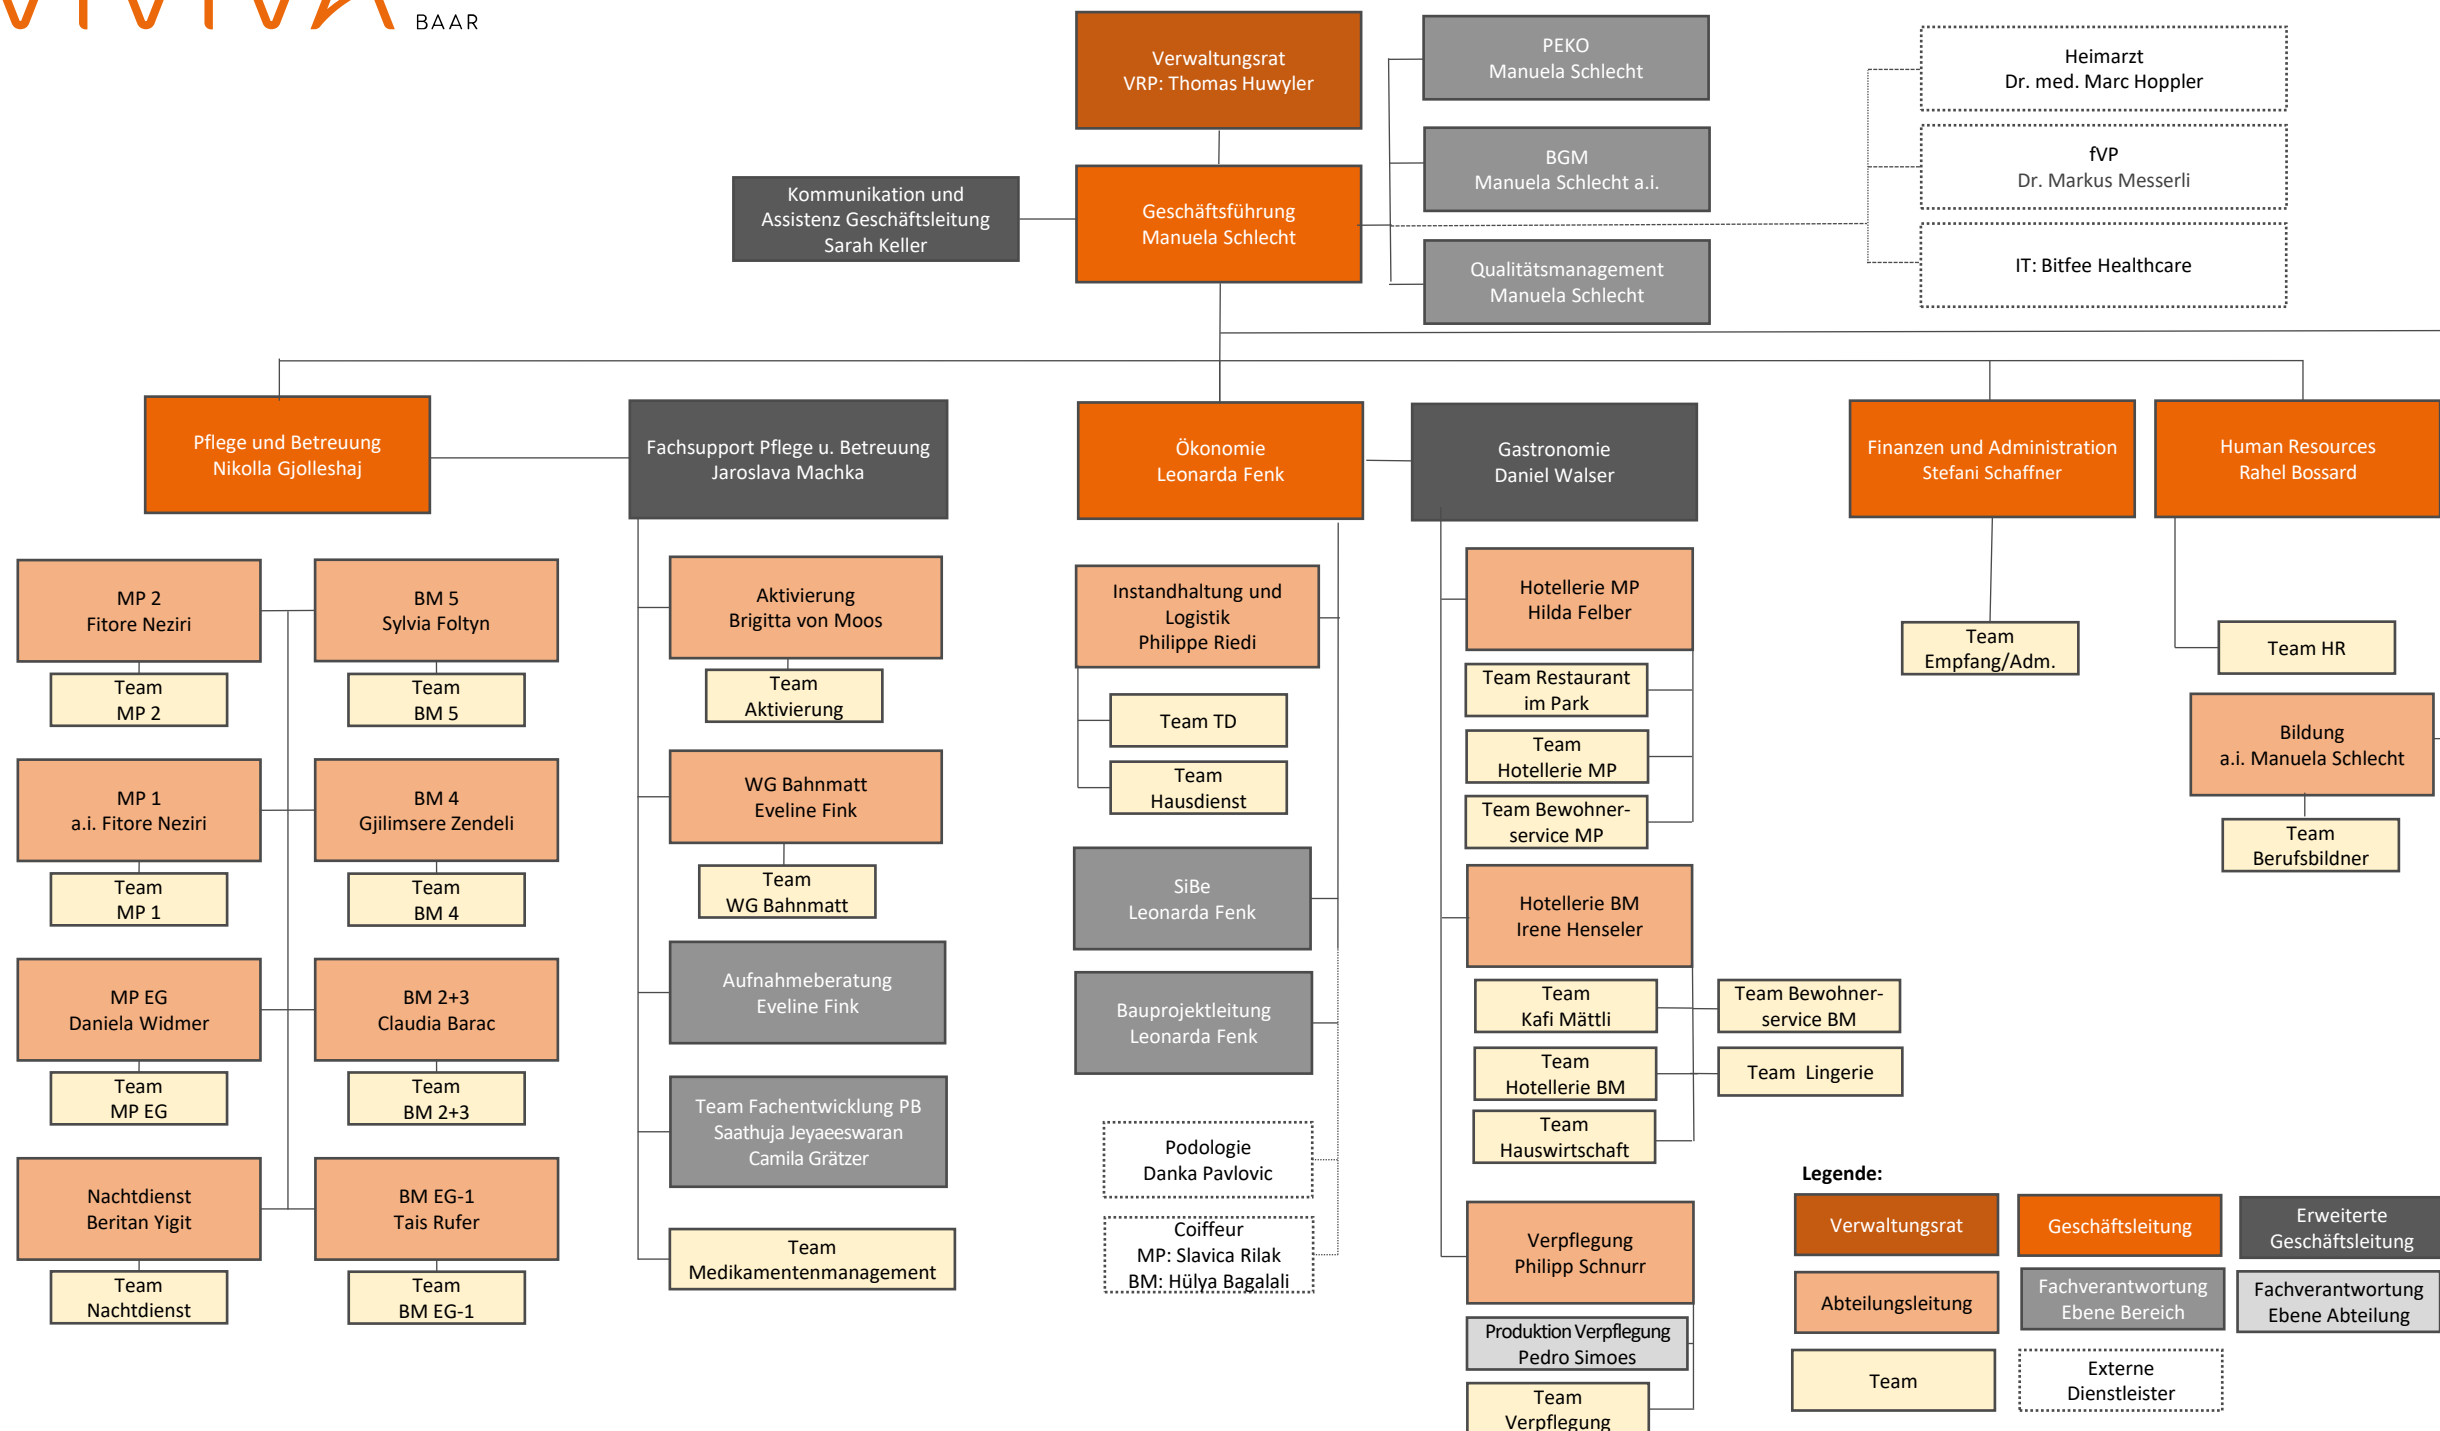 VIVIVA
BAAR
Verwaltungsrat
VRP: Thomas Huwyler
PEKO
Manuela Schlecht
Heimarzt
Dr. med. Marc Hoppler
BGM
Manuela Schlecht a.i.
fVP
Dr. Markus Messerli
Kommunikation und
Assistenz Geschäftsleitung
Sarah Keller
Geschäftsführung
Manuela Schlecht
Qualitätsmanagement
Manuela Schlecht
IT: Bitfee Healthcare
Pflege und Betreuung
Nikolla Gjolleshaj
Fachsupport Pflege u. Betreuung
Jaroslava Machka
Ökonomie
Leonarda Fenk
Gastronomie
Daniel Walser
Finanzen und Administration
Stefani Schaffner
Human Resources
Rahel Bossard
MP 2
Fitore Neziri
Team
MP 2
BM 5
Sylvia Foltyn
Team
BM 5
MP 1
a.i. Fitore Neziri
Team
MP 1
BM 4
Gjilimsere Zendeli
Team
BM 4
MP EG
Daniela Widmer
Team
MP EG
BM 2+3
Claudia Barac
Team
BM 2+3
Nachtdienst
Beritan Yigit
Team
Nachtdienst
BM EG-1
Tais Rufer
Team
BM EG-1
Aktivierung
Brigitta von Moos
Team
Aktivierung
WG Bahnmatt
Eveline Fink
Team
WG Bahnmatt
Aufnahmeberatung
Eveline Fink
Team Fachentwicklung PB
Saathuja Jeyaeeswaran
Camila Grätzer
Team
Medikamentenmanagement
Instandhaltung und
Logistik
Philippe Riedi
Team TD
Team
Hausdienst
SiBe
Leonarda Fenk
Bauprojektleitung
Leonarda Fenk
Podologie
Danka Pavlovic
Coiffeur
MP: Slavica Rilak
BM: Hülya Bagalali
Hotellerie MP
Hilda Felber
Team Restaurant
im Park
Team
Hotellerie MP
Team Bewohner-
service MP
Hotellerie BM
Irene Henseler
Team
Kafi Mättli
Team Bewohner-
service BM
Team
Hotellerie BM
Team  Lingerie
Team
Hauswirtschaft
Verpflegung
Philipp Schnurr
Produktion Verpflegung
Pedro Simoes
Team
Verpflegung
Team
Empfang/Adm.
Team HR
Bildung
a.i. Manuela Schlecht
Team
Berufsbildner
Legende:
Verwaltungsrat
Geschäftsleitung
Erweiterte
Geschäftsleitung
Abteilungsleitung
Fachverantwortung
Ebene Bereich
Fachverantwortung
Ebene Abteilung
Team
Externe
Dienstleister